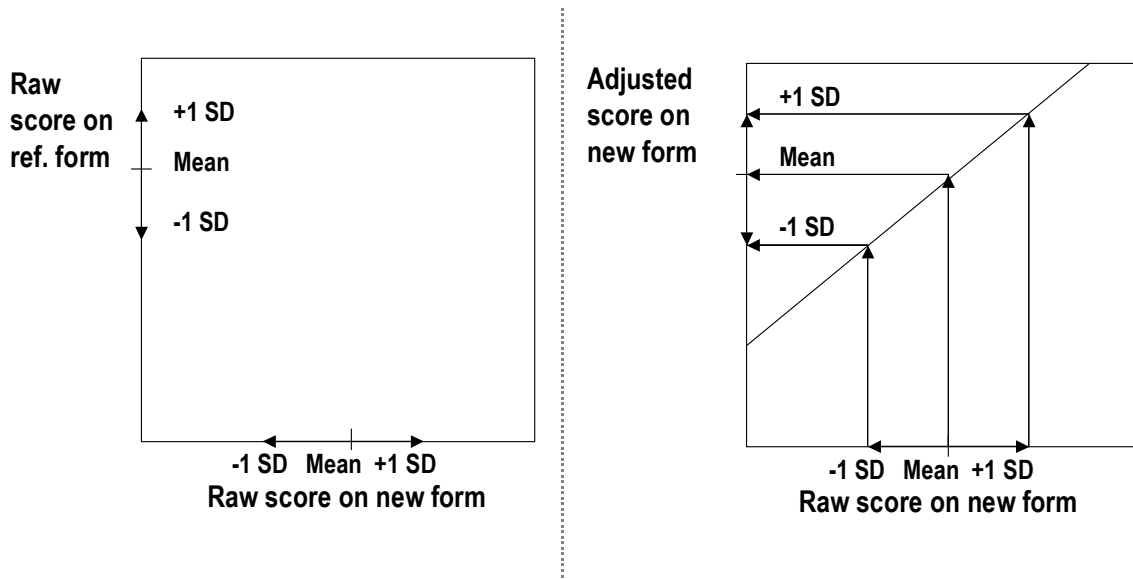 Raw
score on
ref. form
+1 SD
Mean
-1 SD
-1 SD Mean +1 SD
Raw score on new form
Adjusted
score on
new form
+1 SD
Mean
-1 SD
-1 SD Mean +1 SD
Raw score on new form